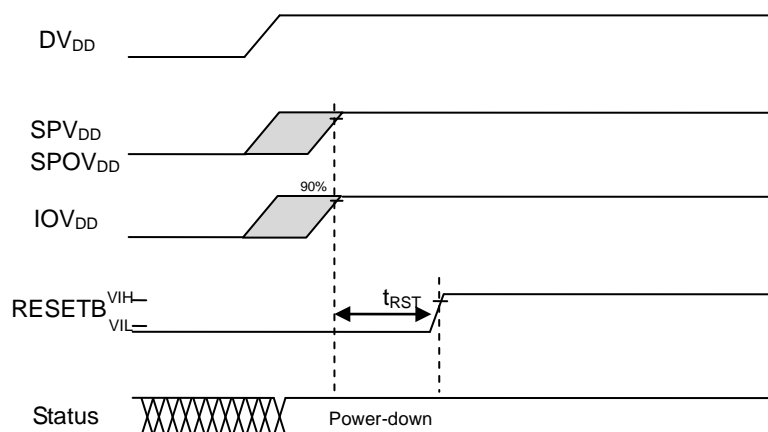 DVDD
SPVDD
SPOVDD
90%
IOVDD
RESETB VIH
VIL
tRST
Status
Power-down